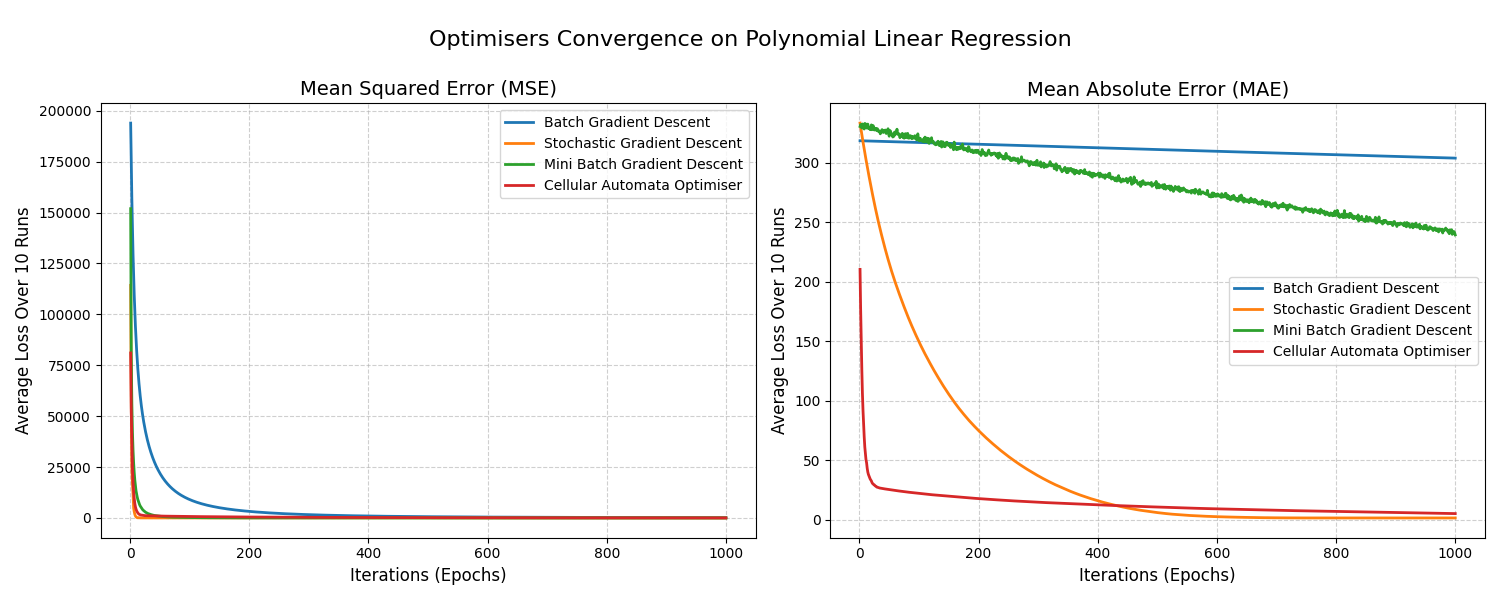 Optimisers Convergence on Polynomial Linear Regression
Mean Squared Error (MSE)
Average Loss Over 10 Runs
200000
175000
150000
125000
100000
75000
50000
25000
0
Batch Gradient Descent
Stochastic Gradient Descent
Mini Batch Gradient Descent
Cellular Automata Optimiser
0 200 400 600 800 1000
Iterations (Epochs)
Mean Absolute Error (MAE)
Average Loss Over 10 Runs
300
250
200
150
100
50
0
Batch Gradient Descent
Stochastic Gradient Descent
Mini Batch Gradient Descent
Cellular Automata Optimiser
0 200 400 600 800 1000
Iterations (Epochs)